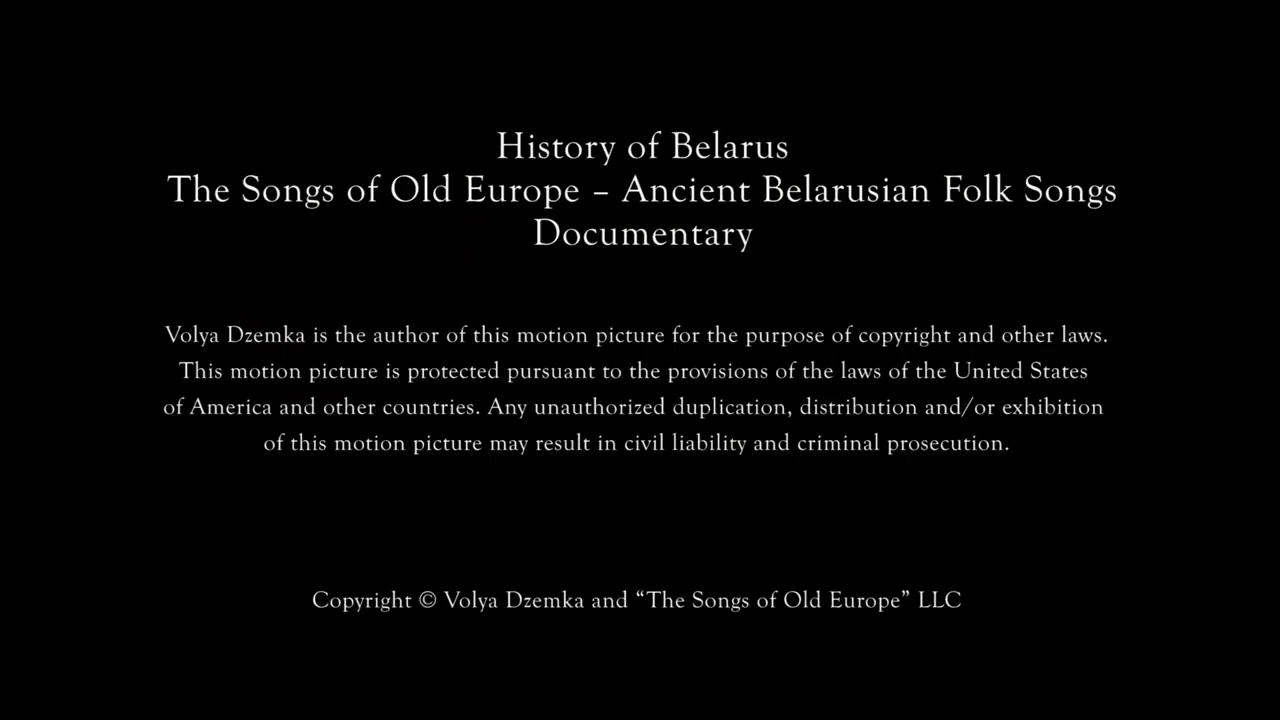 History of Belarus
The Songs of Old Europe – Ancient Belarusian Folk Songs
Documentary
Volya Dzemka is the author of this motion picture for the purpose of copyright and other laws.
This motion picture is protected pursuant to the provisions of the laws of the United States
of America and other countries. Any unauthorized duplication, distribution and/or exhibition
of this motion picture may result in civil liability and criminal prosecution.
Copyright © Volya Dzemka and “The Songs of Old Europe” LLC